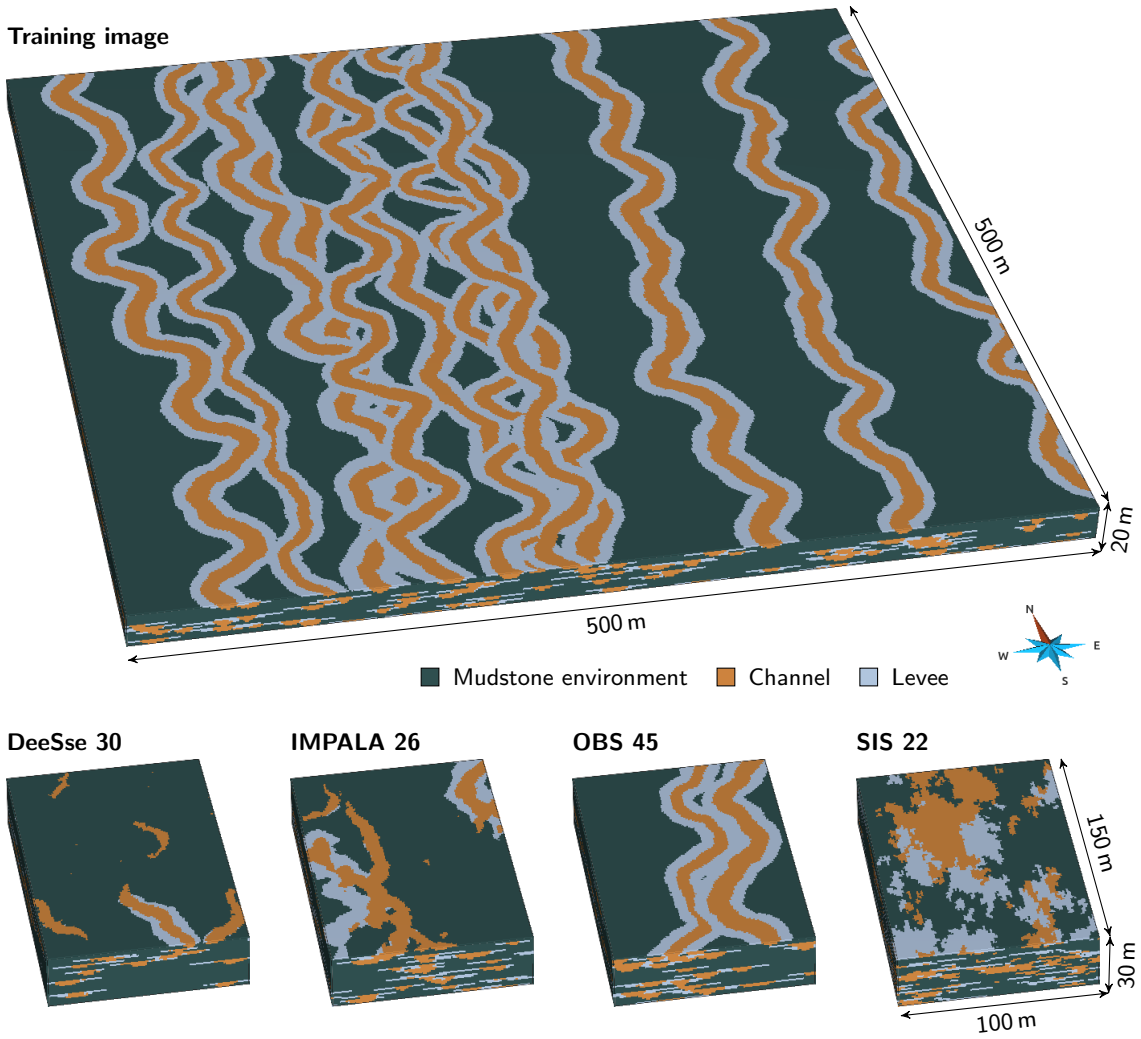 Training image
500 m
20 m
500 m
N
W
E
S
Mudstone environment
Channel
Levee
DeeSse 30
IMPALA 26
OBS 45
SIS 22
150 m
30 m
100 m